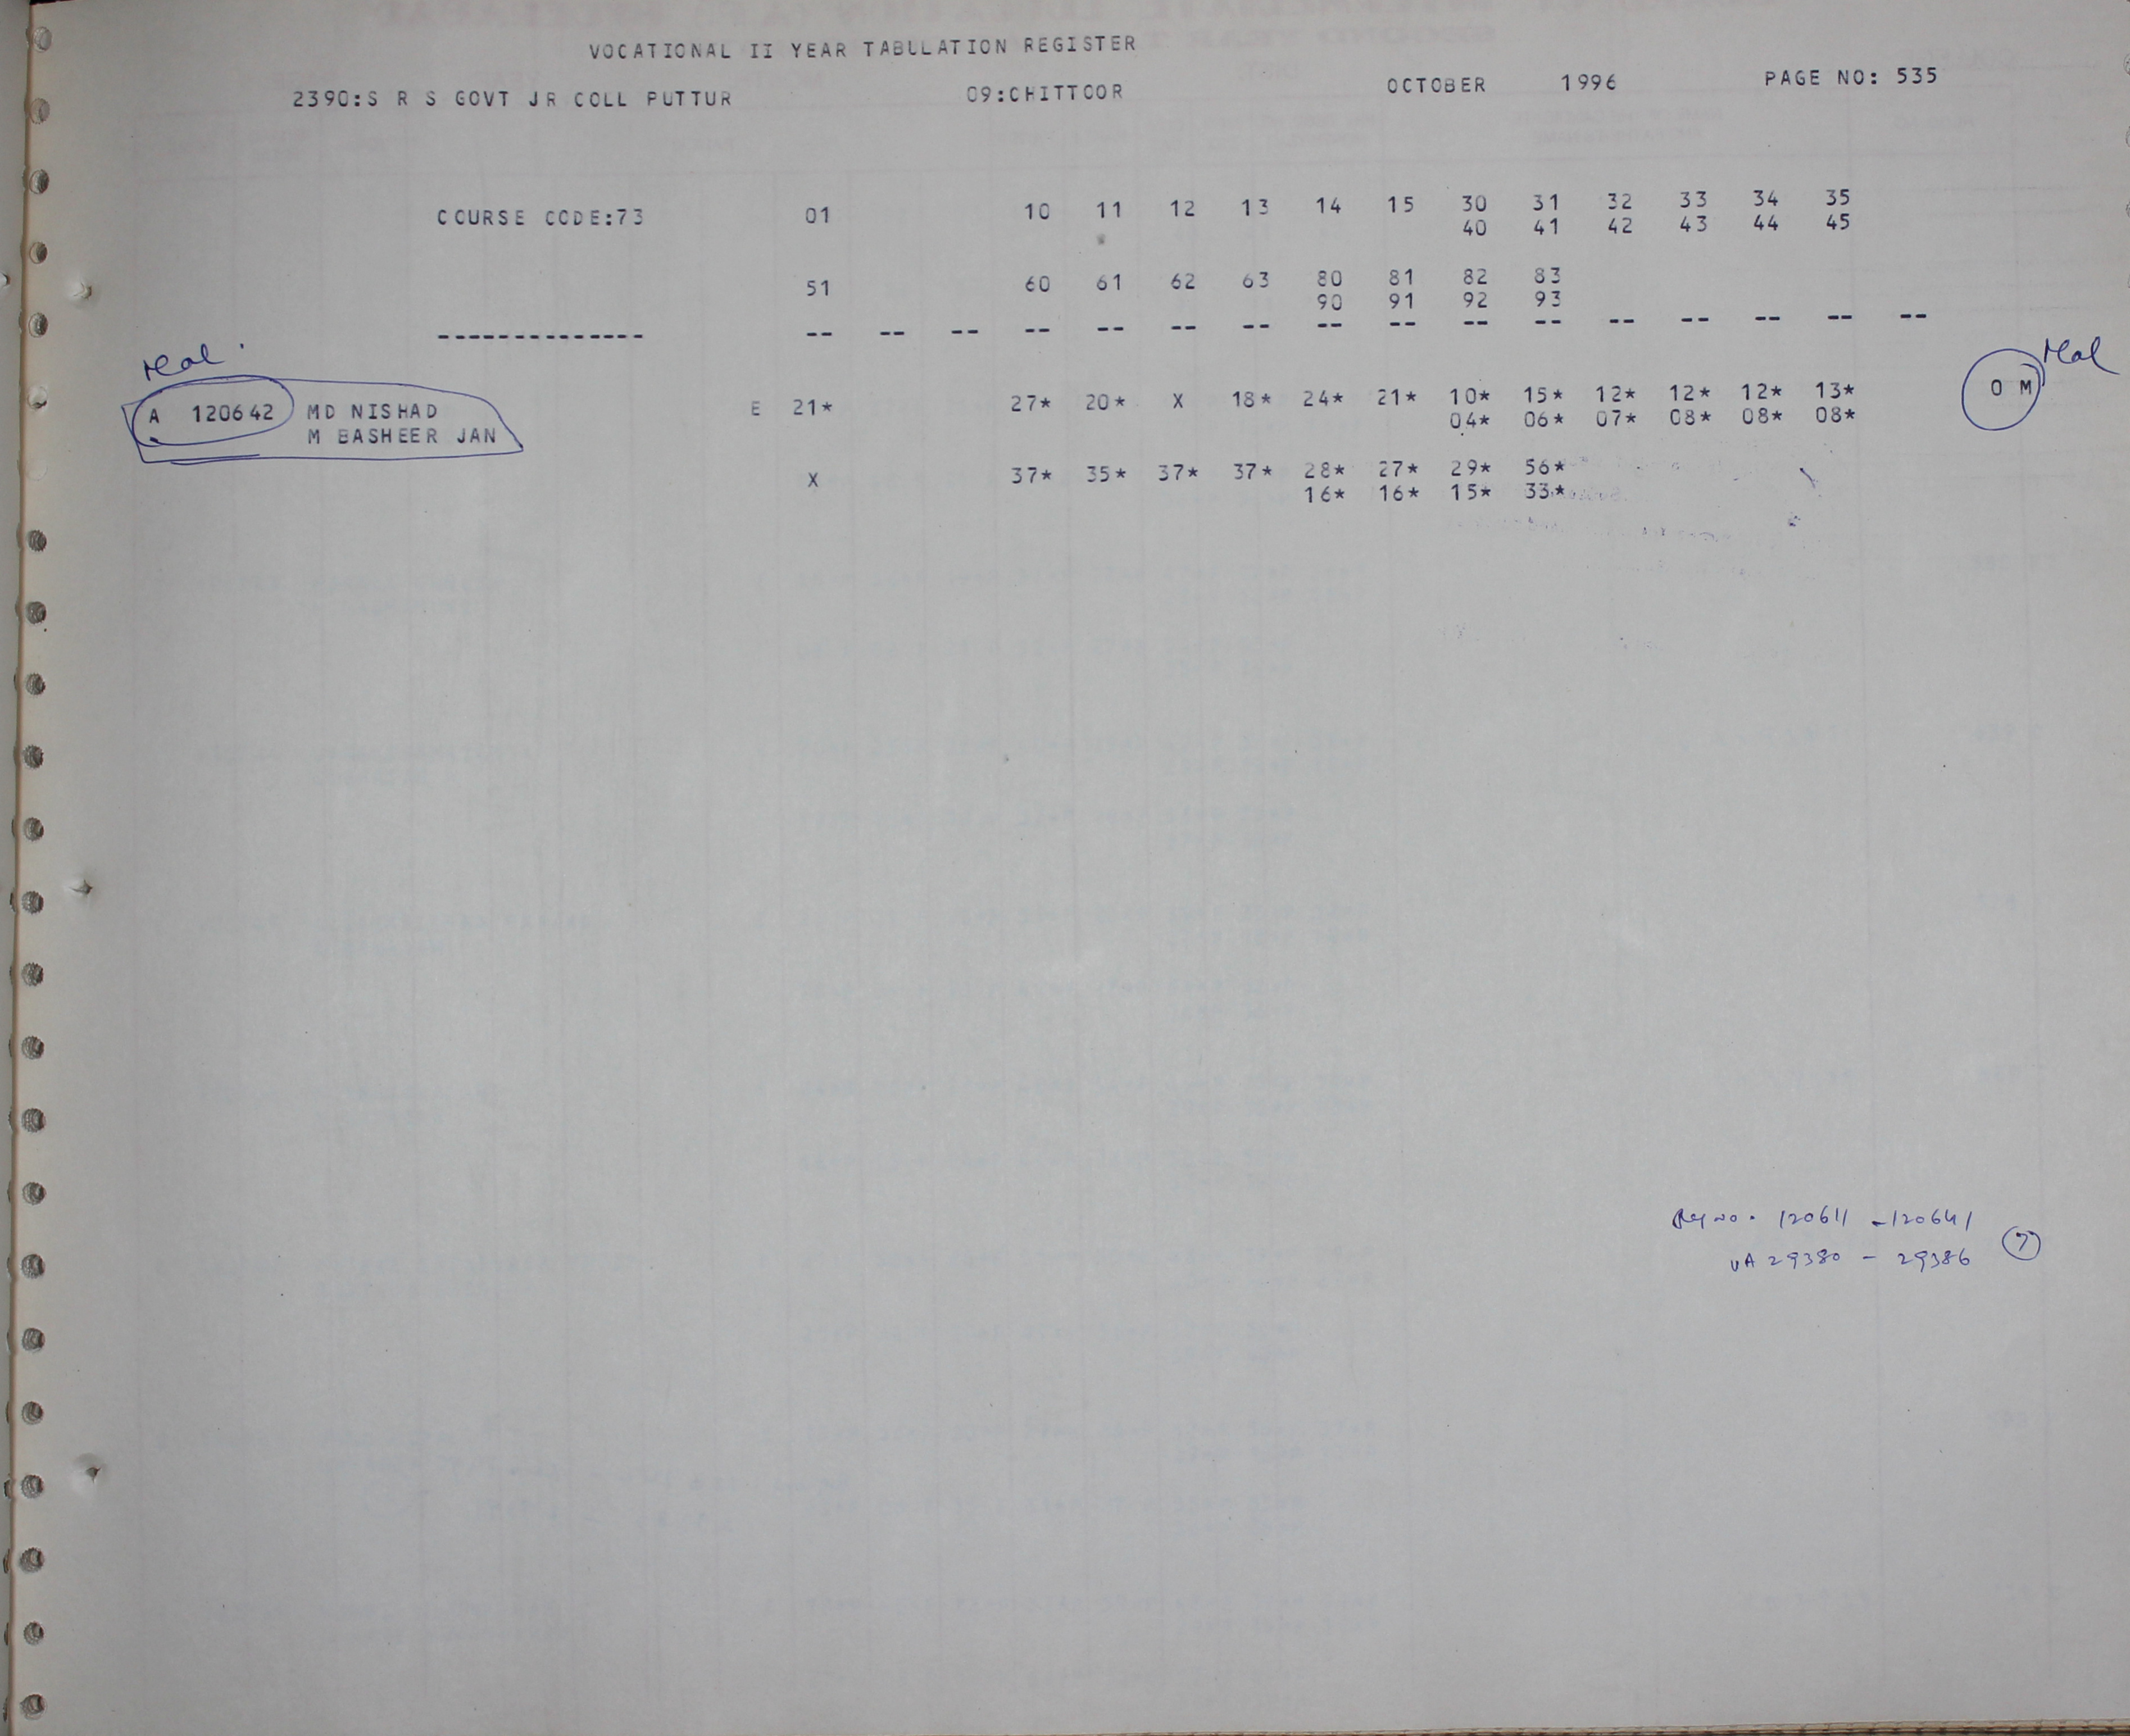 VOCATIONAL II YEAR TABULATION REGISTER
2390:S R S GOVT JR COLL PUTTUR 09:CHITTOOR OCTOBER 1996 PAGE NO: 535
COURSE CODE:73 01 10 11 12 13 14 15 30 31 32 33 34 35
40 41 42 43 44 45
51 60 61 62 63 80 81 82 83
90 91 92 93
-------------- -- -- -- -- -- -- -- -- -- -- -- -- -- -- -- --
A 120642 MD NISHAD E 21* 27* 20* X 18* 24* 21* 10* 15* 12* 12* 12* 13* O M
M BASHEER JAN 04* 06* 07* 08* 08* 08*
X 37* 35* 37* 37* 28* 27* 29* 56*
16* 16* 15* 33*
Reg no. 120611 - 120641
VA 29380 - 29386 7